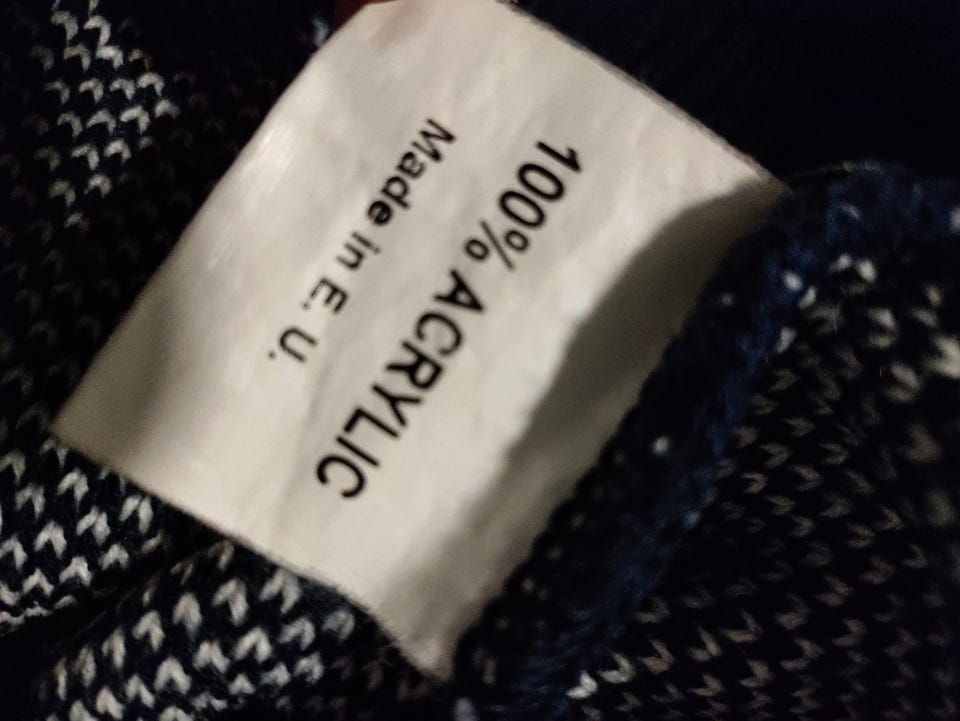 100% ACRYLIC
Made in E. U.